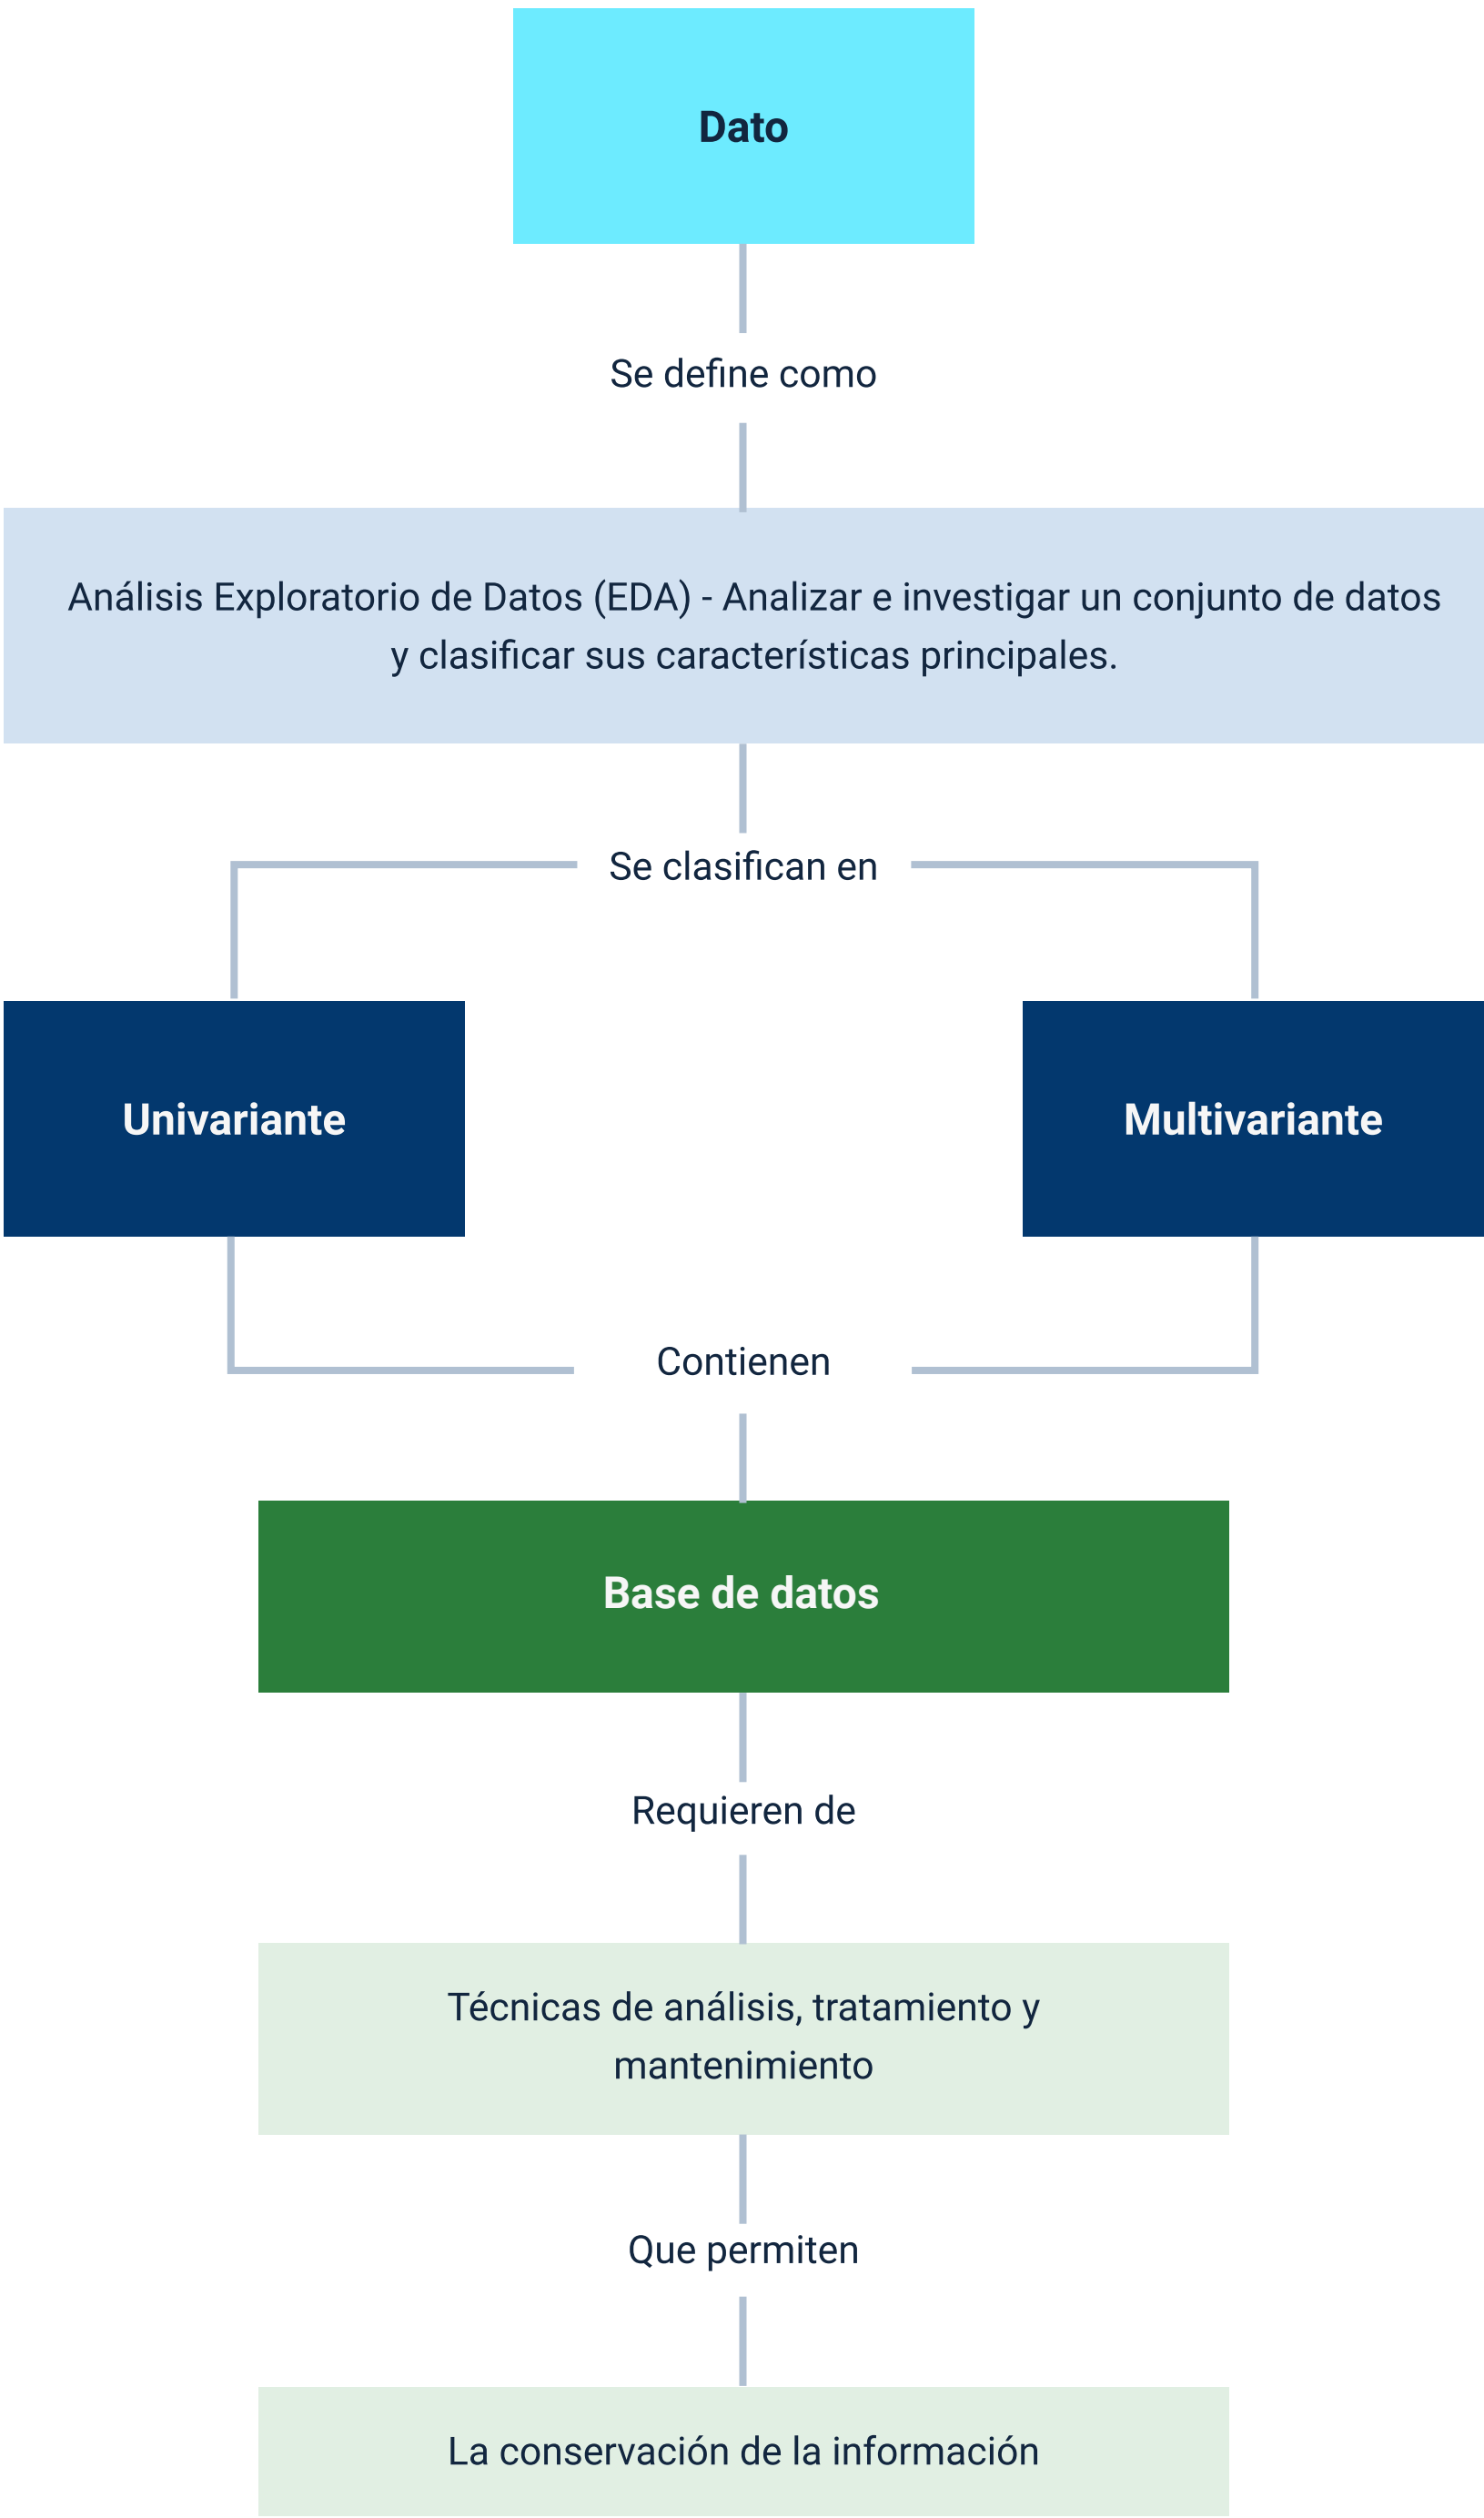 Dato
Se define como
Análisis Exploratorio de Datos (EDA) - Analizar e investigar un conjunto de datos
y clasificar sus características principales.
Se clasifican en
Univariante
Multivariante
Contienen
Base de datos
Requieren de
Técnicas de análisis, tratamiento y
mantenimiento
Que permiten
La conservación de la información